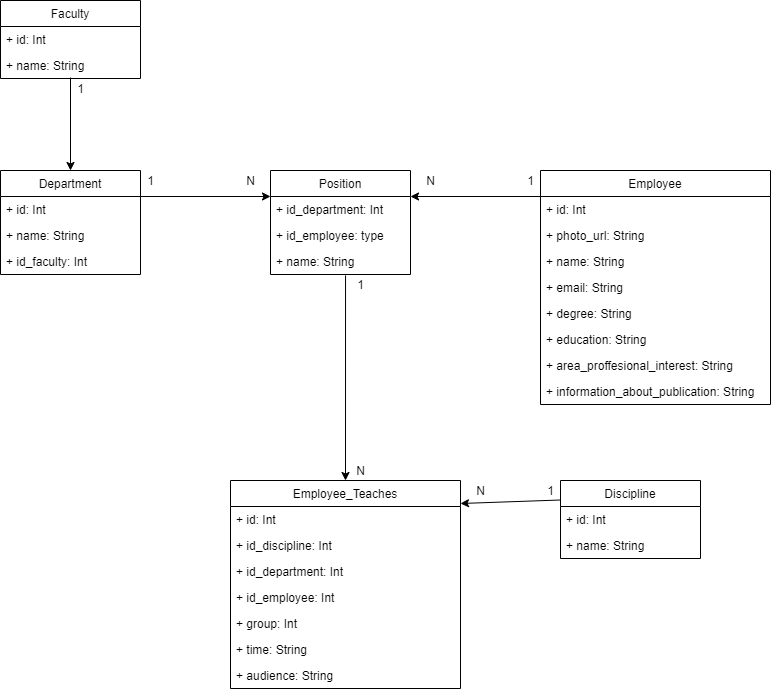 Faculty
+ id: Int
+ name: String
1
Department
+ id: Int
+ name: String
+ id_faculty: Int
1
N
Position
+ id_department: Int
+ id_employee: type
+ name: String
N
1
Employee
+ id: Int
+ photo_url: String
+ name: String
+ email: String
+ degree: String
+ education: String
+ area_proffesional_interest: String
+ information_about_publication: String
1
N
Employee_Teaches
+ id: Int
+ id_discipline: Int
+ id_department: Int
+ id_employee: Int
+ group: Int
+ time: String
+ audience: String
N
1
Discipline
+ id: Int
+ name: String